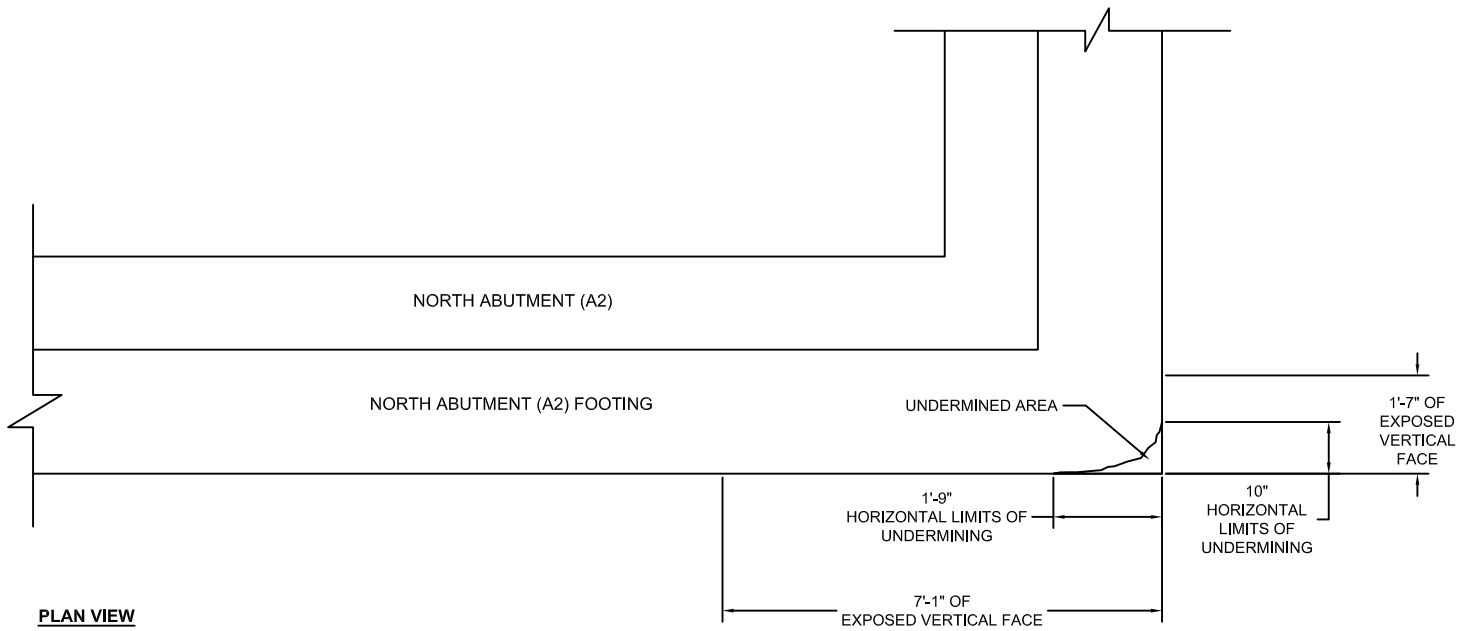 NORTH ABUTMENT (A2)
NORTH ABUTMENT (A2) FOOTING
UNDERMINED AREA
1'-7" OF
EXPOSED
VERTICAL
FACE
1'-9"
HORIZONTAL LIMITS OF
UNDERMINING
10"
HORIZONTAL
LIMITS OF
UNDERMINING
7'-1" OF
EXPOSED VERTICAL FACE
PLAN VIEW